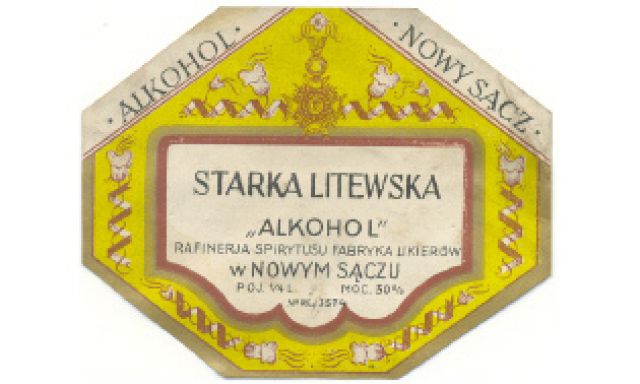 · ALKOHOL ·
· NOWY SĄCZ ·
STARKA LITEWSKA
„ALKOHOL"
RAFINERJA SPIRYTUSU FABRYKA LIKIERÓW
w NOWYM SĄCZU
POJ. 1/4 L. MOC. 50%